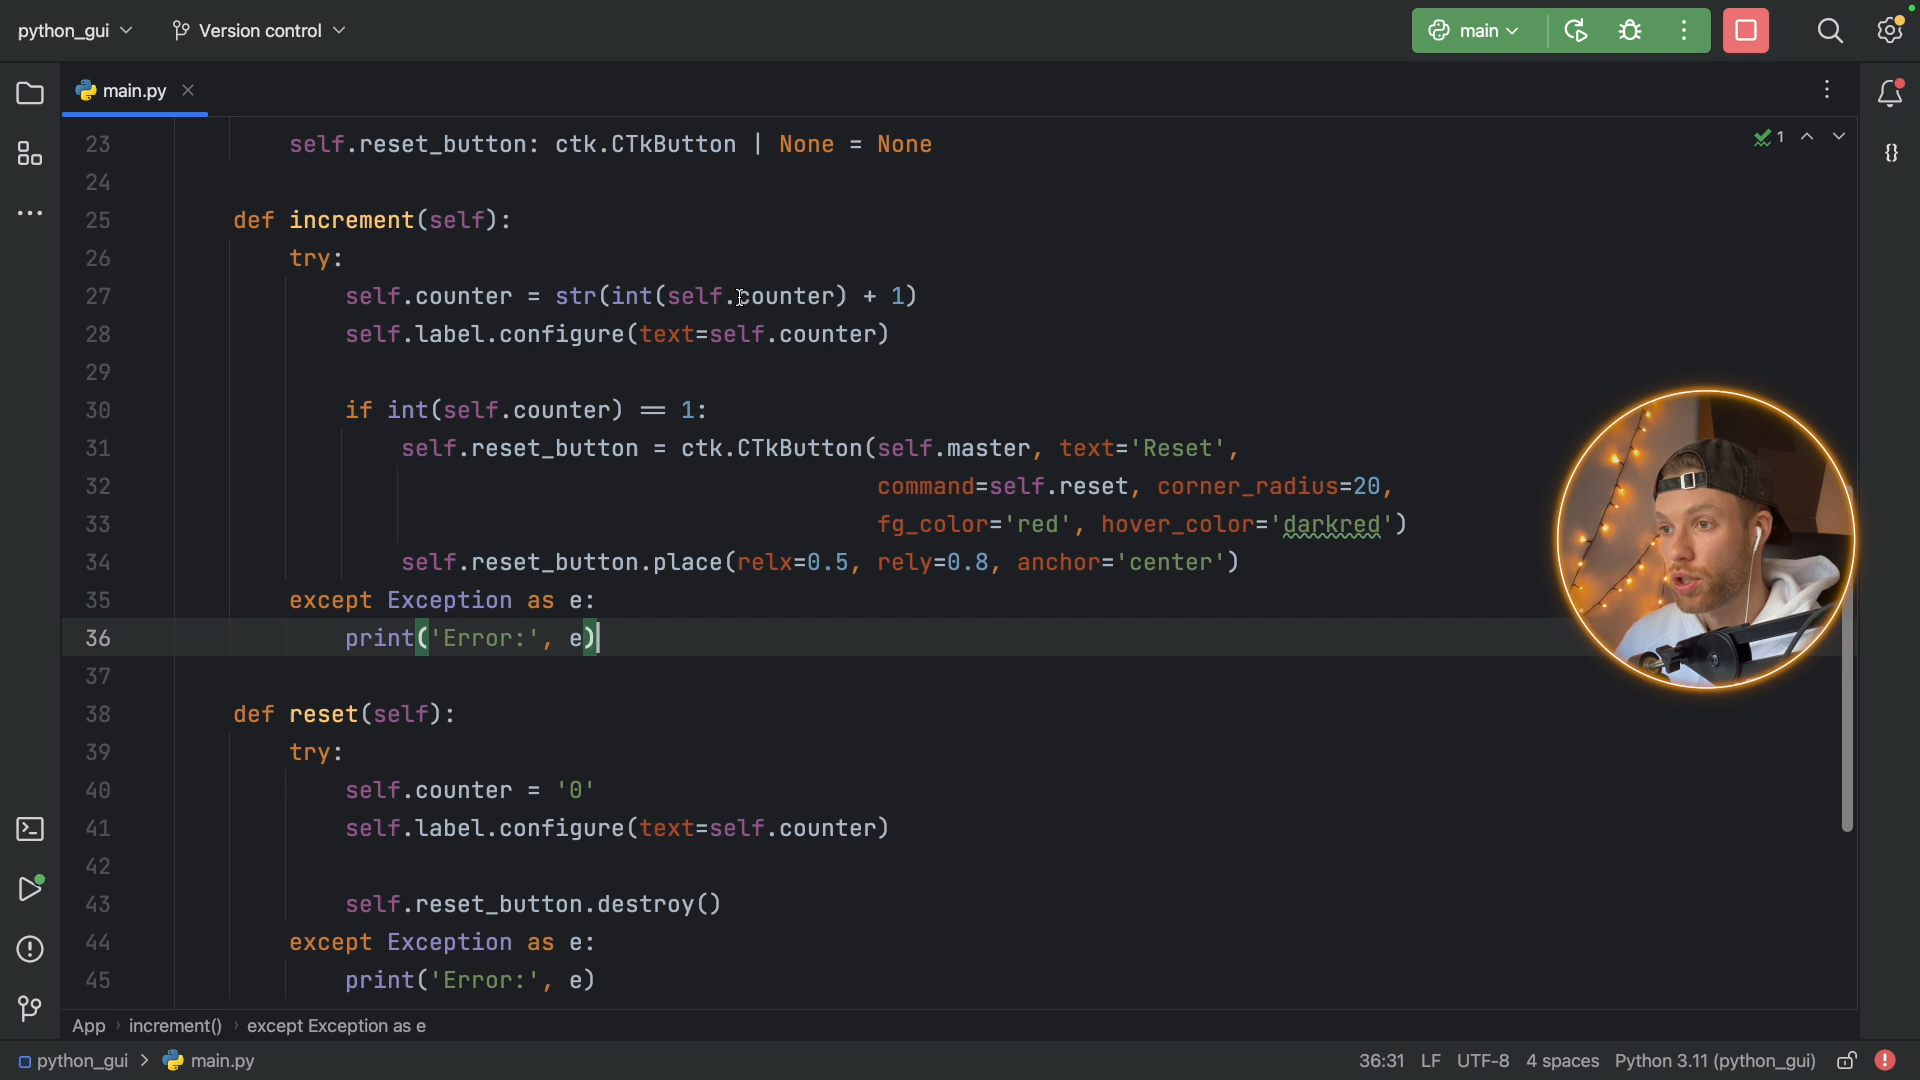 python_gui
Version control
main
main.py
1
23 self.reset_button: ctk.CTkButton | None = None
24
25 def increment(self):
26 try:
27 self.counter = str(int(self.counter) + 1)
28 self.label.configure(text=self.counter)
29
30 if int(self.counter) == 1:
31 self.reset_button = ctk.CTkButton(self.master, text='Reset',
32 command=self.reset, corner_radius=20,
33 fg_color='red', hover_color='darkred')
34 self.reset_button.place(relx=0.5, rely=0.8, anchor='center')
35 except Exception as e:
36 print('Error:', e)
37
38 def reset(self):
39 try:
40 self.counter = '0'
41 self.label.configure(text=self.counter)
42
43 self.reset_button.destroy()
44 except Exception as e:
45 print('Error:', e)
App › increment() › except Exception as e
python_gui > main.py
36:31 LF UTF-8 4 spaces Python 3.11 (python_gui)